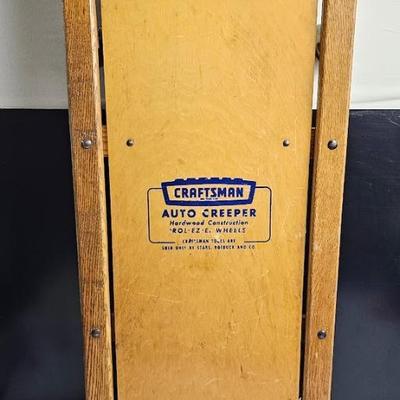 CRAFTSMAN
AUTO CREEPER
Hardwood Construction
"ROL-EZ-E" WHEELS
CRAFTSMAN TOOLS ARE
SOLD ONLY BY SEARS, ROEBUCK AND CO.